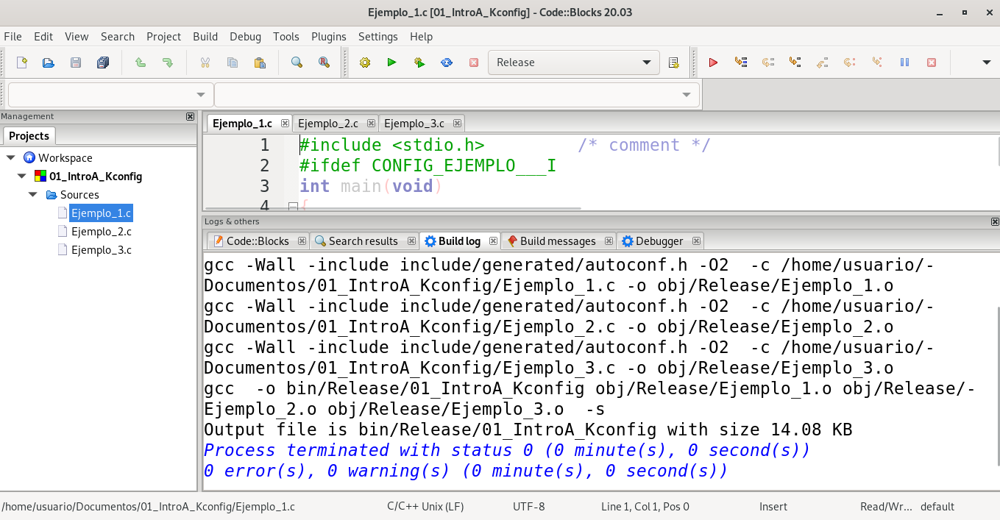 Ejemplo_1.c [01_IntroA_Kconfig] - Code::Blocks 20.03
File Edit View Search Project Build Debug Tools Plugins Settings Help
Release
Management
Projects
Workspace
01_IntroA_Kconfig
Sources
Ejemplo_1.c
Ejemplo_2.c
Ejemplo_3.c
Ejemplo_1.c Ejemplo_2.c Ejemplo_3.c
1 #include <stdio.h> /* comment */
2 #ifdef CONFIG_EJEMPLO___I
3 int main(void)
4 {
Logs & others
Code::Blocks Search results Build log Build messages Debugger
gcc -Wall -include include/generated/autoconf.h -O2  -c /home/usuario/-
Documentos/01_IntroA_Kconfig/Ejemplo_1.c -o obj/Release/Ejemplo_1.o
gcc -Wall -include include/generated/autoconf.h -O2  -c /home/usuario/-
Documentos/01_IntroA_Kconfig/Ejemplo_2.c -o obj/Release/Ejemplo_2.o
gcc -Wall -include include/generated/autoconf.h -O2  -c /home/usuario/-
Documentos/01_IntroA_Kconfig/Ejemplo_3.c -o obj/Release/Ejemplo_3.o
gcc  -o bin/Release/01_IntroA_Kconfig obj/Release/Ejemplo_1.o obj/Release/-
Ejemplo_2.o obj/Release/Ejemplo_3.o  -s
Output file is bin/Release/01_IntroA_Kconfig with size 14.08 KB
Process terminated with status 0 (0 minute(s), 0 second(s))
0 error(s), 0 warning(s) (0 minute(s), 0 second(s))
/home/usuario/Documentos/01_IntroA_Kconfig/Ejemplo_1.c C/C++ Unix (LF) UTF-8 Line 1, Col 1, Pos 0 Insert Read/Wr... default